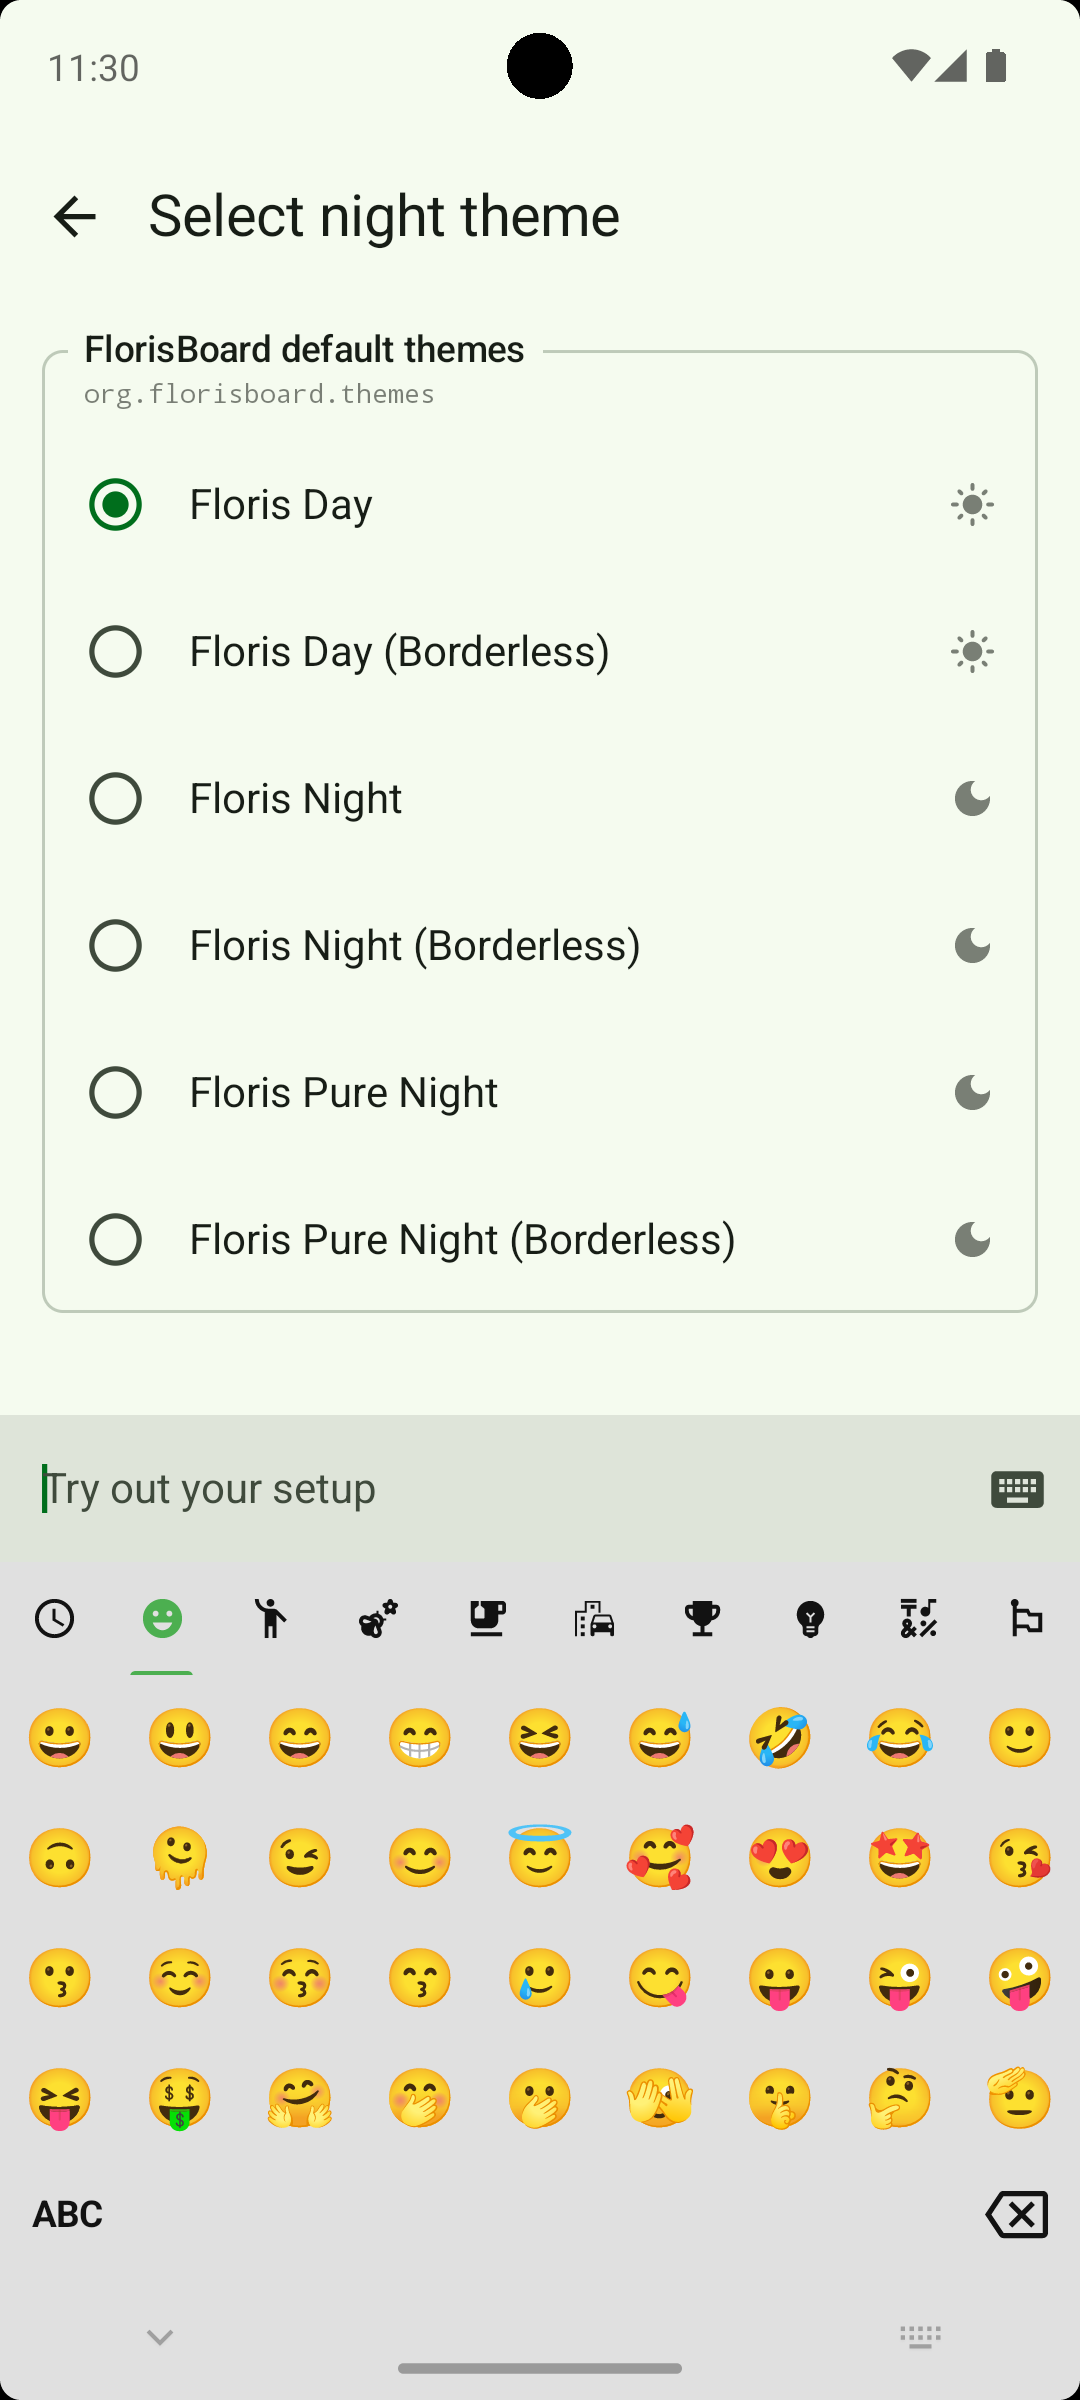 11:30
Select night theme
FlorisBoard default themes
org.florisboard.themes
Floris Day
Floris Day (Borderless)
Floris Night
Floris Night (Borderless)
Floris Pure Night
Floris Pure Night (Borderless)
Try out your setup
ABC